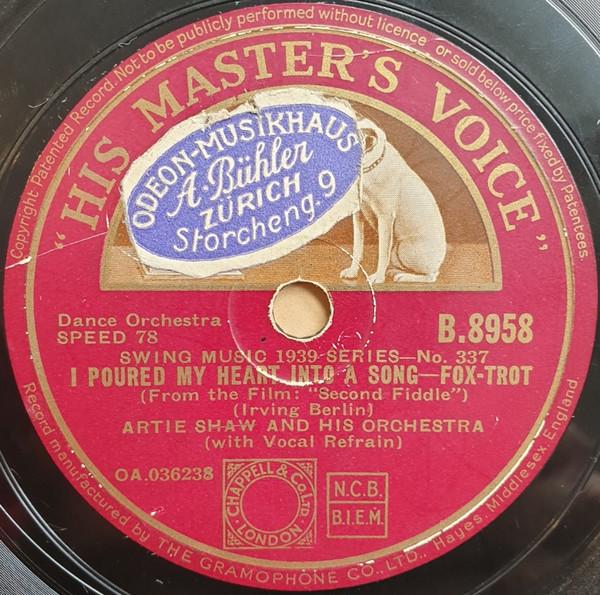 Copyright. Patented Record. Not to be publicly performed without licence or sold below price fixed by Patentees.
"HIS MASTER'S VOICE"
ODEON-MUSIKHAUS
A. Bühler
ZÜRICH
Storcheng. 9
Dance Orchestra
SPEED 78
B.8958
SWING MUSIC 1939 SERIES—No. 337
I POURED MY HEART INTO A SONG—FOX-TROT
(From the Film: "Second Fiddle")
(Irving Berlin)
ARTIE SHAW AND HIS ORCHESTRA
(with Vocal Refrain)
OA.036238
CHAPPELL & CO. LTD
LONDON
N.C.B.
B.I.E.M.
Record manufactured by THE GRAMOPHONE CO., LTD., Hayes, Middlesex, England.